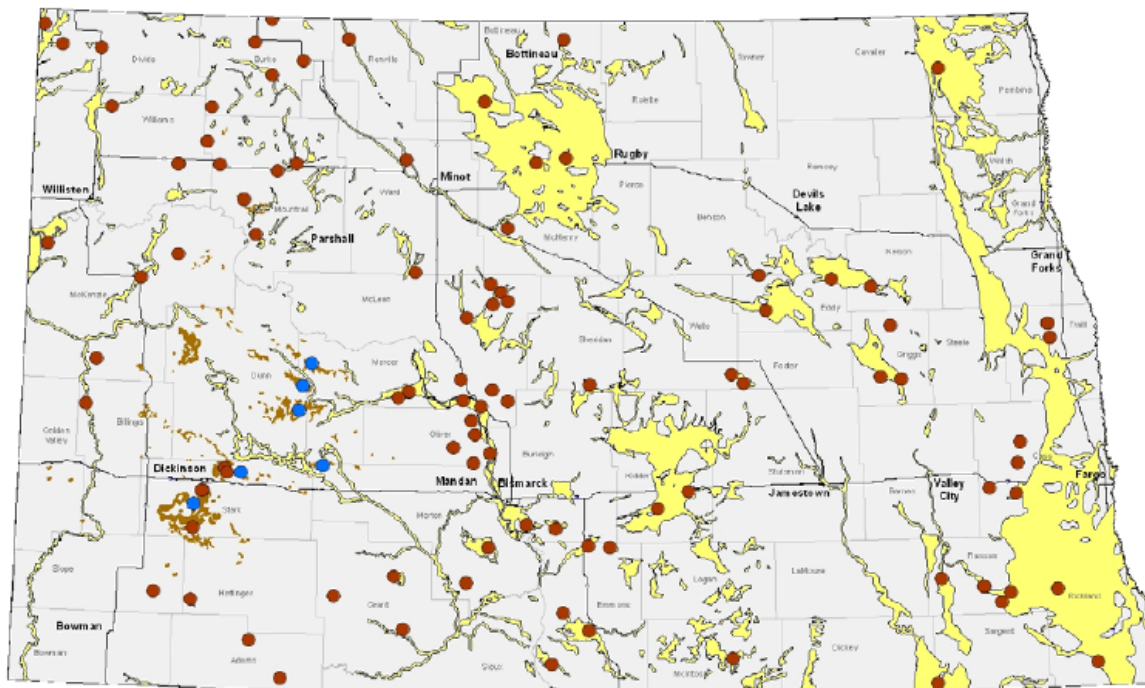 Bottineau
Cavalier
Towner
Divide
Burke
Renville
Bottineau
Pembina
Rolette
Williams
Rugby
Walsh
Ramsey
Minot
Williston
Ward
Pierce
Devils
Lake
Grand
Forks
Mountrail
Benson
Parshall
McHenry
Nelson
Grand
Forks
McKenzie
McLean
Eddy
Traill
Wells
Sheridan
Griggs
Steele
Mercer
Foster
Dunn
Golden
Valley
Billings
Oliver
Burleigh
Cass
Dickinson
Kidder
Stutsman
Fargo
Mandan
Bismarck
Jamestown
Barnes
Valley
City
Stark
Morton
Ransom
Slope
Logan
LaMoure
Hettinger
Grant
Emmons
Richland
Bowman
Sargent
Bowman
Adams
Sioux
McIntosh
Dickey